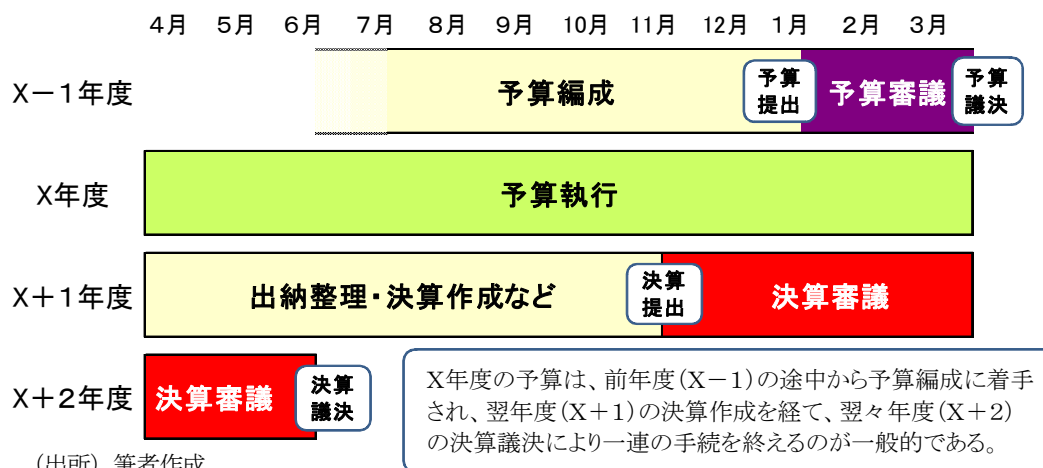 4月 5月 6月 7月 8月 9月 10月 11月 12月 1月 2月 3月
X－1年度
予算編成
予算
提出
予算審議
予算
議決
X年度
予算執行
X＋1年度
出納整理・決算作成など
決算
提出
決算審議
X＋2年度
決算審議
決算
議決
X年度の予算は、前年度(X－1)の途中から予算編成に着手
され、翌年度(X＋1)の決算作成を経て、翌々年度(X＋2)
の決算議決により一連の手続を終えるのが一般的である。
(出所) 筆者作成